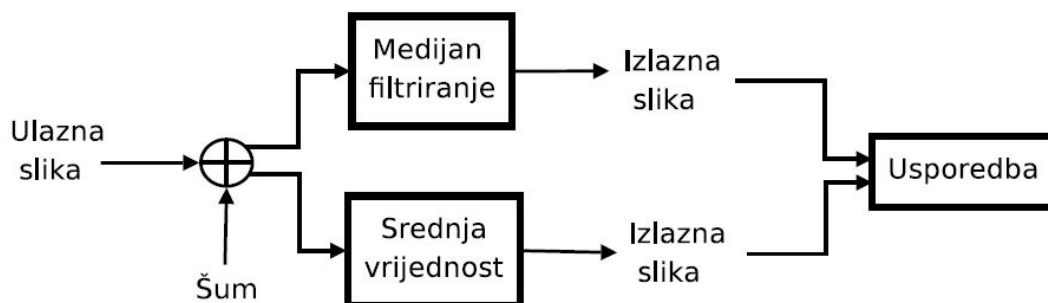 Medijan
filtriranje
Izlazna
slika
Ulazna
slika
Usporedba
Srednja
vrijednost
Izlazna
slika
Šum